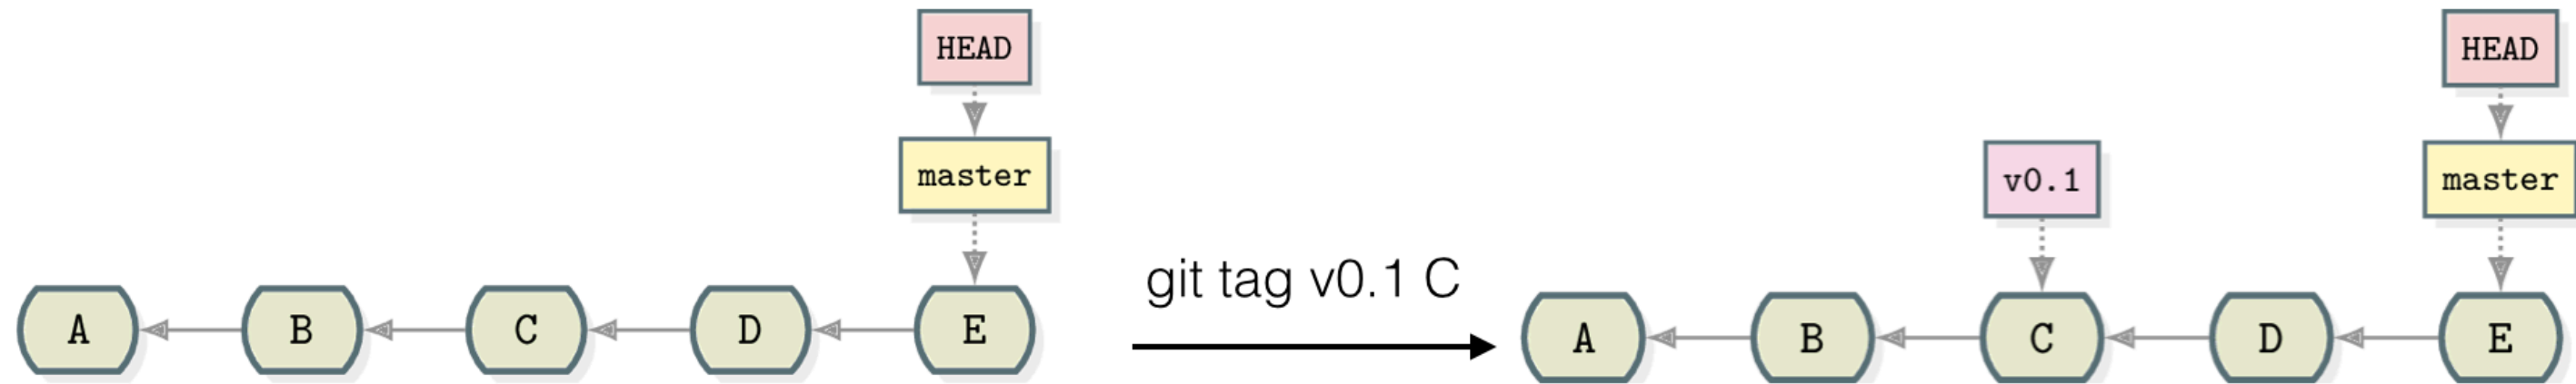 HEAD
master
A B C D E
git tag v0.1 C
HEAD
v0.1
master
A B C D E